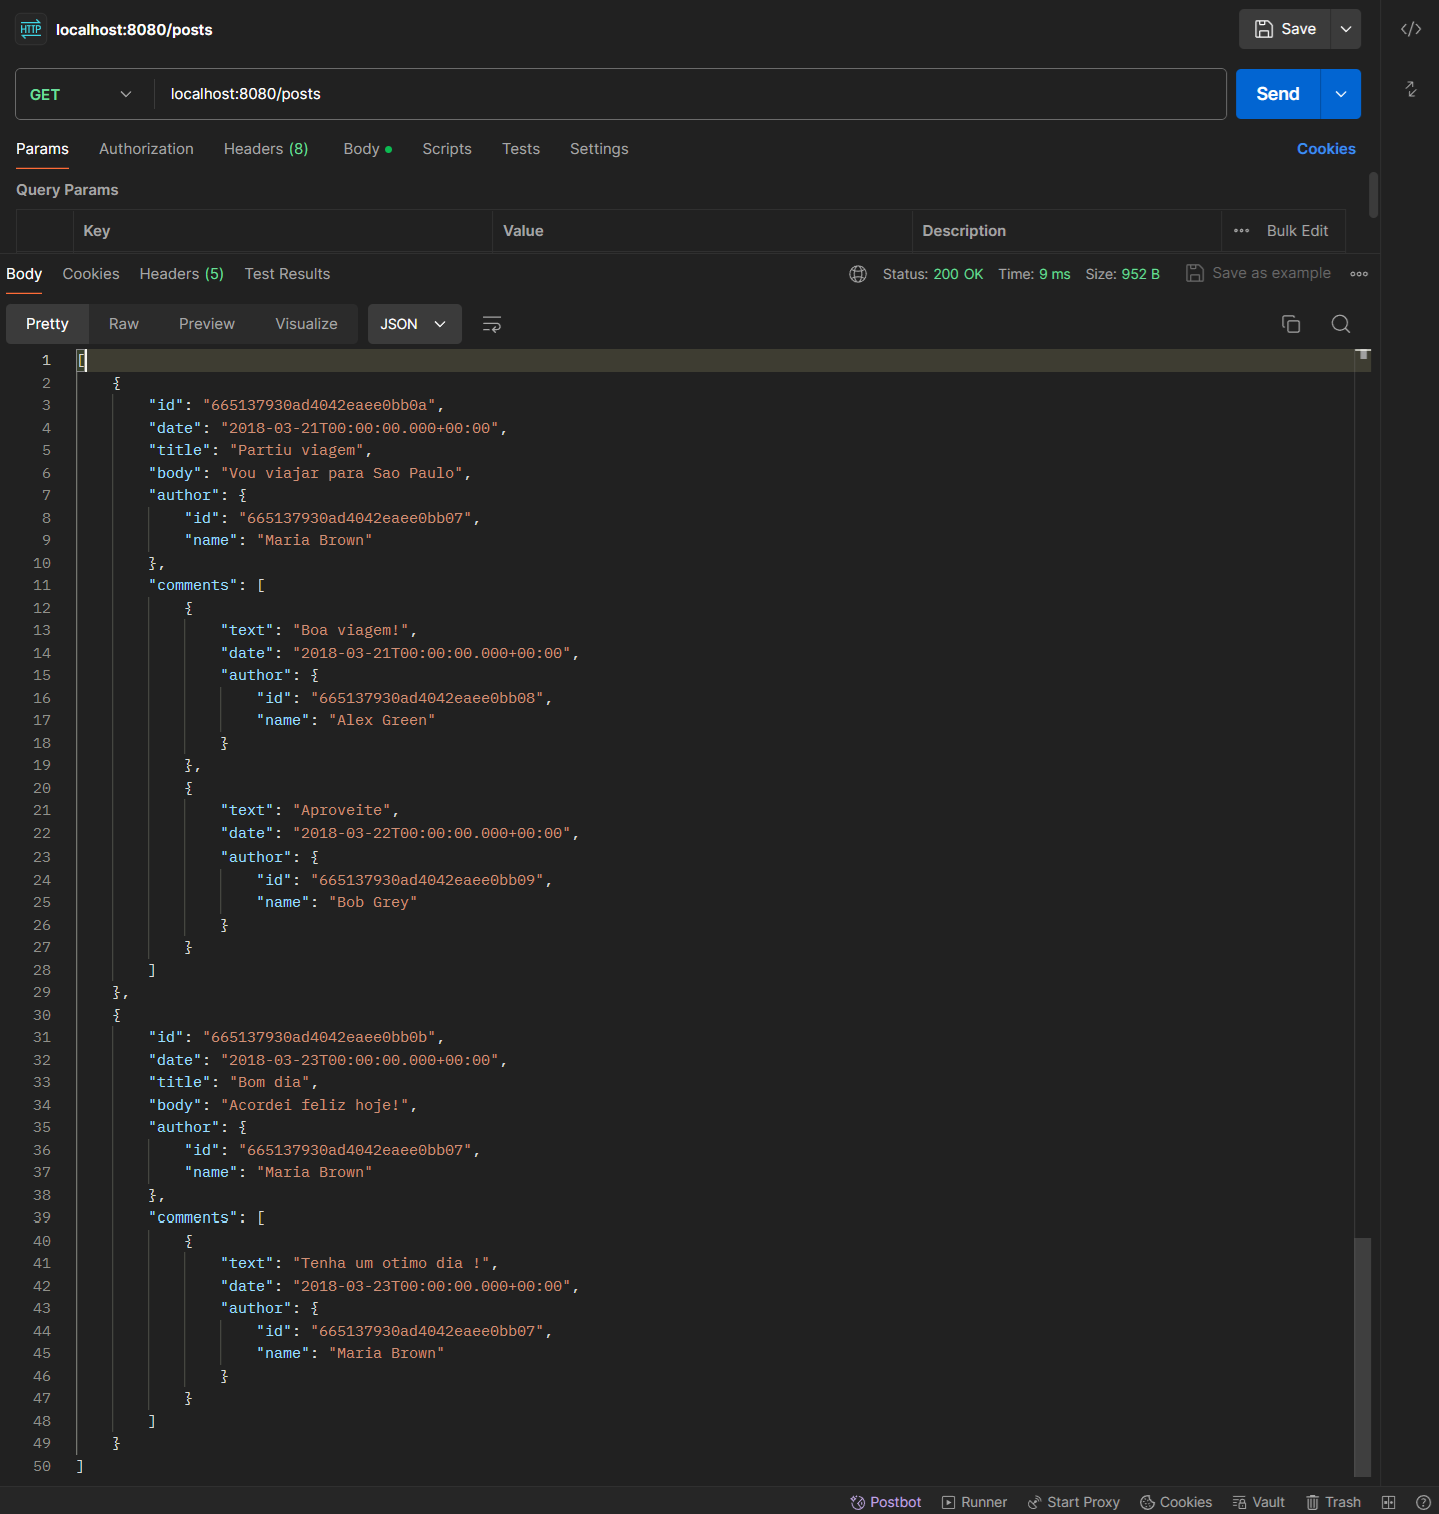 HTTP localhost:8080/posts Save
GET localhost:8080/posts Send
Params Authorization Headers (8) Body Scripts Tests Settings Cookies
Query Params
Key Value Description Bulk Edit
Body Cookies Headers (5) Test Results Status: 200 OK Time: 9 ms Size: 952 B Save as example
Pretty Raw Preview Visualize JSON
1 [
2 {
3 "id": "665137930ad4042eaee0bb0a",
4 "date": "2018-03-21T00:00:00.000+00:00",
5 "title": "Partiu viagem",
6 "body": "Vou viajar para Sao Paulo",
7 "author": {
8 "id": "665137930ad4042eaee0bb07",
9 "name": "Maria Brown"
10 },
11 "comments": [
12 {
13 "text": "Boa viagem!",
14 "date": "2018-03-21T00:00:00.000+00:00",
15 "author": {
16 "id": "665137930ad4042eaee0bb08",
17 "name": "Alex Green"
18 }
19 },
20 {
21 "text": "Aproveite",
22 "date": "2018-03-22T00:00:00.000+00:00",
23 "author": {
24 "id": "665137930ad4042eaee0bb09",
25 "name": "Bob Grey"
26 }
27 }
28 ]
29 },
30 {
31 "id": "665137930ad4042eaee0bb0b",
32 "date": "2018-03-23T00:00:00.000+00:00",
33 "title": "Bom dia",
34 "body": "Acordei feliz hoje!",
35 "author": {
36 "id": "665137930ad4042eaee0bb07",
37 "name": "Maria Brown"
38 },
39 "comments": [
40 {
41 "text": "Tenha um otimo dia !",
42 "date": "2018-03-23T00:00:00.000+00:00",
43 "author": {
44 "id": "665137930ad4042eaee0bb07",
45 "name": "Maria Brown"
46 }
47 }
48 ]
49 }
50 ]
Postbot Runner Start Proxy Cookies Vault Trash